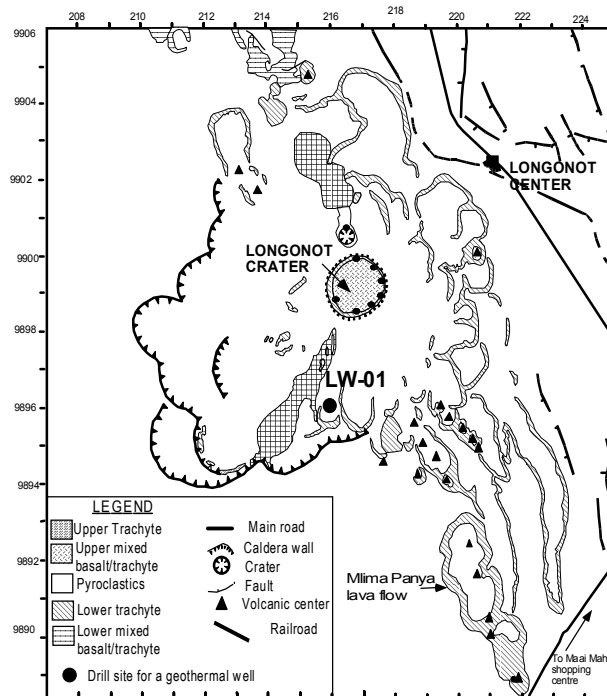 208 210 212 214 216 218 220 222 224
9906
9904
9902
9900
9898
9896
9894
9892
9890
LONGONOT
CENTER
LONGONOT
CRATER
LW-01
Mlima Panya
lava flow
To Maai Mah
shopping
centre
LEGEND
Upper Trachyte
Upper mixed
basalt/trachyte
Pyroclastics
Lower trachyte
Lower mixed
basalt/trachyte
Main road
Caldera wall
Crater
Fault
Volcanic center
Railroad
Drill site for a geothermal well